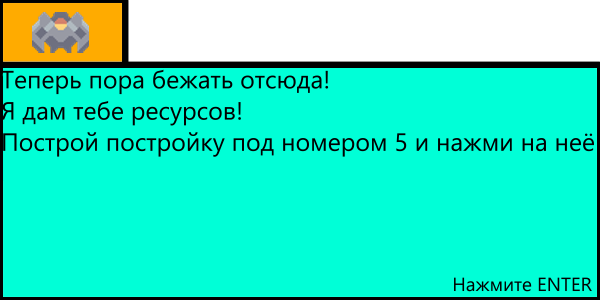 Теперь пора бежать отсюда!
Я дам тебе ресурсов!
Построй постройку под номером 5 и нажми на неё
Нажмите ENTER